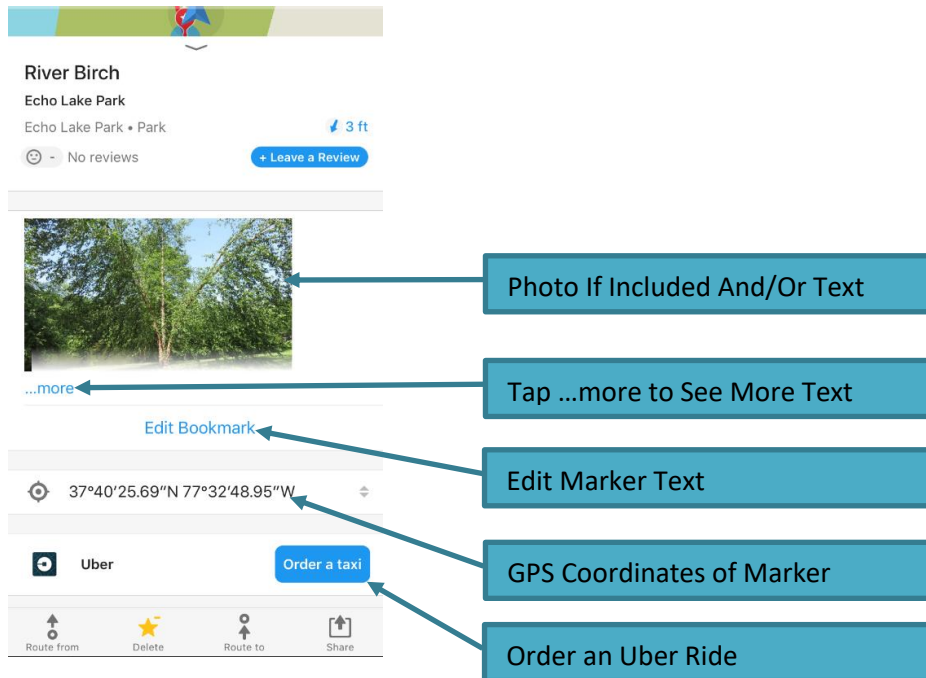 River Birch
Echo Lake Park
Echo Lake Park • Park
3 ft
- No reviews
+ Leave a Review
Photo If Included And/Or Text
...more
Tap …more to See More Text
Edit Bookmark
Edit Marker Text
37°40′25.69″N 77°32′48.95″W
GPS Coordinates of Marker
Uber
Order a taxi
Order an Uber Ride
Route from
Delete
Route to
Share